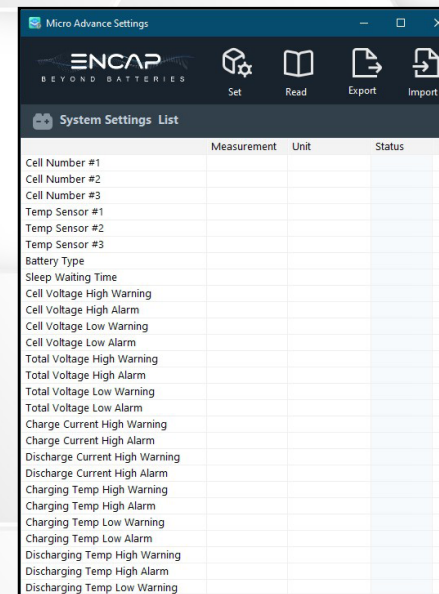 Micro Advance Settings
ENCAP
BEYOND BATTERIES
Set Read Export Import
System Settings List
Measurement Unit Status
Cell Number #1
Cell Number #2
Cell Number #3
Temp Sensor #1
Temp Sensor #2
Temp Sensor #3
Battery Type
Sleep Waiting Time
Cell Voltage High Warning
Cell Voltage High Alarm
Cell Voltage Low Warning
Cell Voltage Low Alarm
Total Voltage High Warning
Total Voltage High Alarm
Total Voltage Low Warning
Total Voltage Low Alarm
Charge Current High Warning
Charge Current High Alarm
Discharge Current High Warning
Discharge Current High Alarm
Charging Temp High Warning
Charging Temp High Alarm
Charging Temp Low Warning
Charging Temp Low Alarm
Discharging Temp High Warning
Discharging Temp High Alarm
Discharging Temp Low Warning